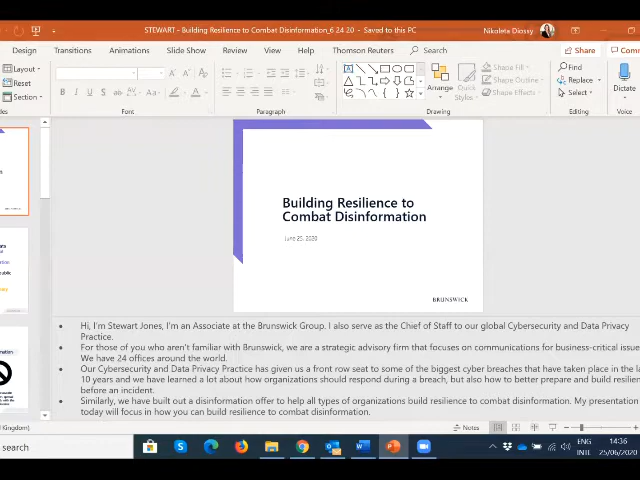 STEWART - Building Resilience to Combat Disinformation_6 24 20 - Saved to this PC
Nikoleta Diossy
Design Transitions Animations Slide Show Review View Help Thomson Reuters Search Share
Layout
Reset
Section
Font
Paragraph
Arrange
Quick
Styles
Shape Fill
Shape Outline
Shape Effects
Drawing
Find
Replace
Select
Editing
Dictate
Voice
Building Resilience to
Combat Disinformation
June 25, 2020
BRUNSWICK
Hi, I'm Stewart Jones, I'm an Associate at the Brunswick Group. I also serve as the Chief of Staff to our global Cybersecurity and Data Privacy
Practice.
For those of you who aren't familiar with Brunswick, we are a strategic advisory firm that focuses on communications for business-critical issue
We have 24 offices around the world.
Our Cybersecurity and Data Privacy Practice has given us a front row seat to some of the biggest cyber breaches that have taken place in the la
10 years and we have learned a lot about how organizations should respond during a breach, but also how to better prepare and build resilien
before an incident.
Similarly, we have built out a disinformation offer to help all types of organizations build resilience to combat disinformation. My presentation
today will focus in how you can build resilience to combat disinformation.
Kingdom)
Notes
search
ENG
INTL
14:36
25/06/2020